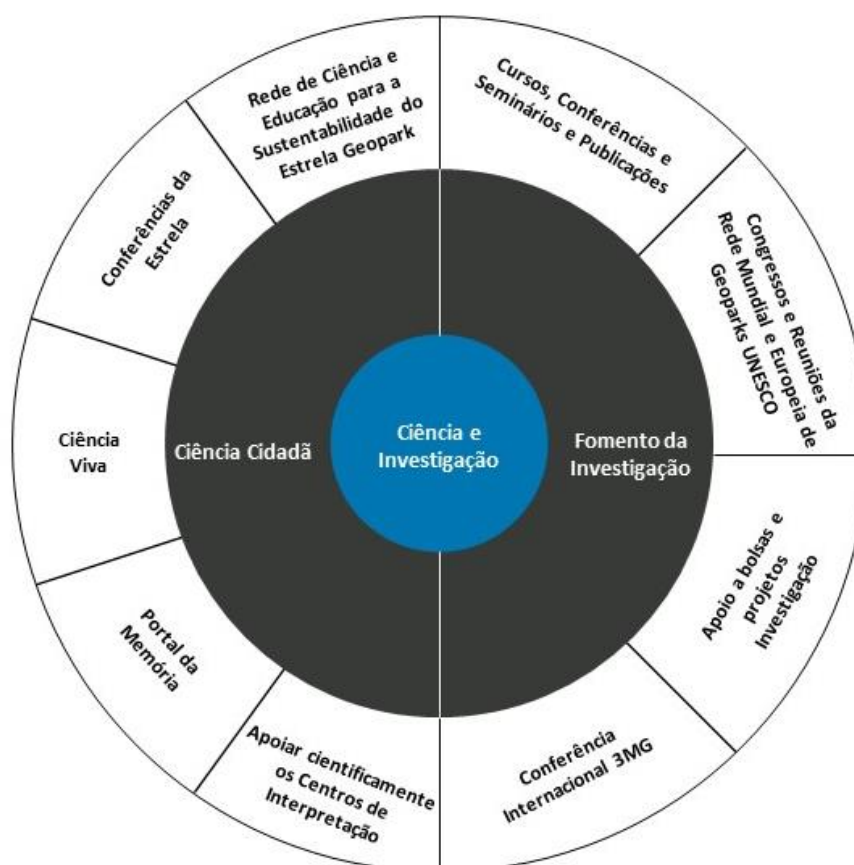 Ciência e
Investigação
Ciência Cidadã
Fomento da
Investigação
Cursos, Conferências e
Seminários e Publicações
Congressos e Reuniões da
Rede Mundial e Europeia de
Geoparks UNESCO
Apoio a bolsas e
projetos
Investigação
Conferência
Internacional 3MG
Apoiar cientificamente
os Centros de
Interpretação
Portal da
Memória
Ciência
Viva
Conferências da
Estrela
Rede de Ciência e
Educação para a
Sustentabilidade do
Estrela Geopark